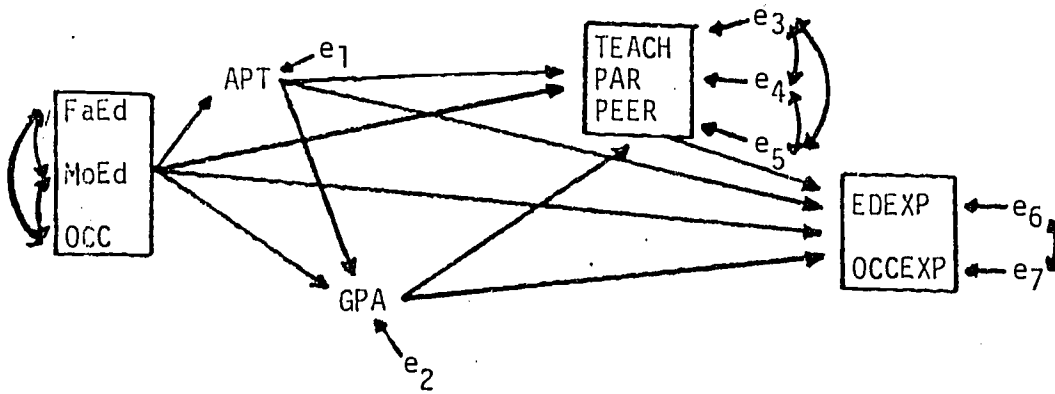 FaEd
MoEd
OCC
APT
e1
GPA
e2
TEACH
PAR
PEER
e3
e4
e5
EDEXP
OCCEXP
e6
e7